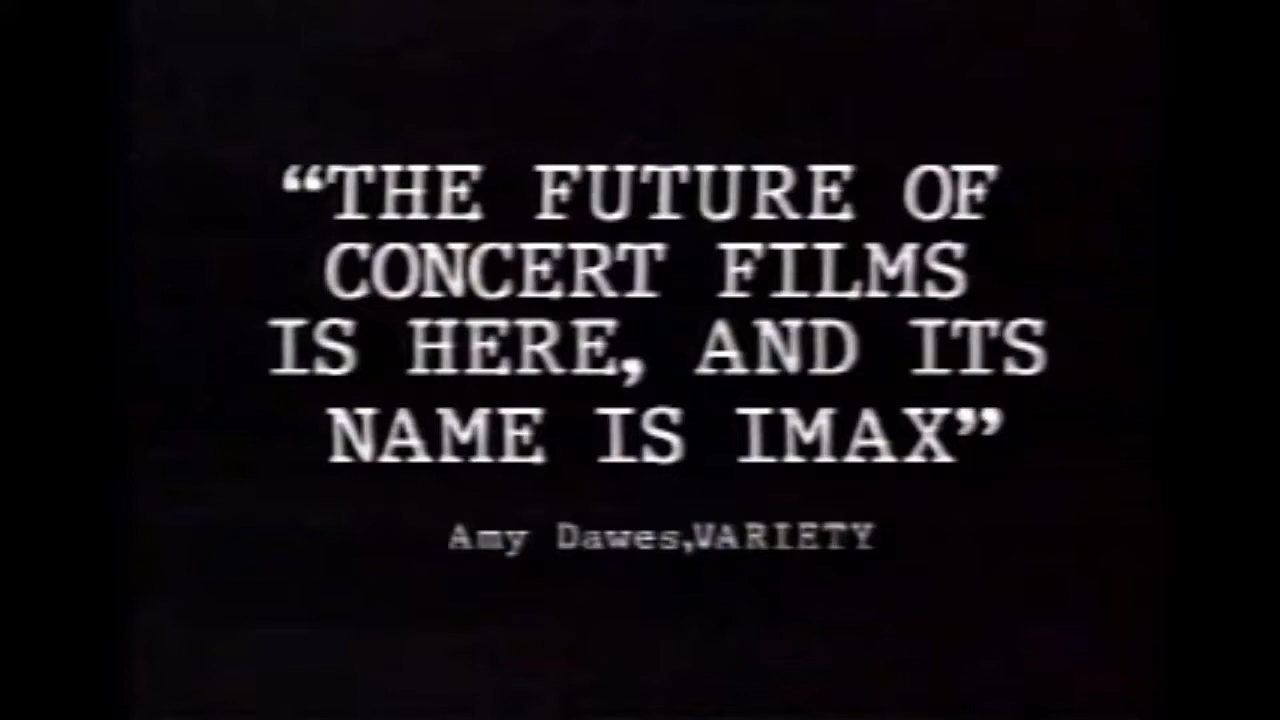 “THE FUTURE OF
CONCERT FILMS
IS HERE, AND ITS
NAME IS IMAX”
Amy Dawes,VARIETY